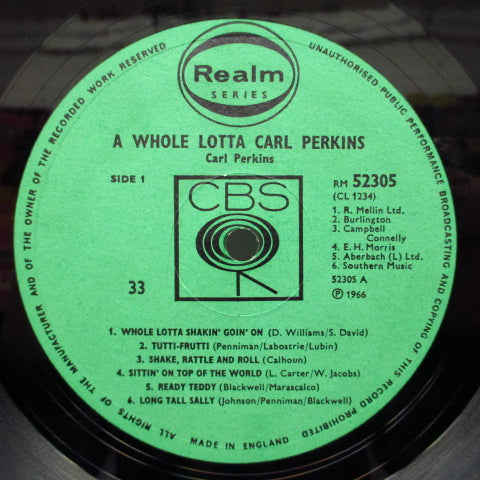 ALL RIGHTS OF THE MANUFACTURER AND OF THE OWNER OF THE RECORDED WORK RESERVED
UNAUTHORISED PUBLIC PERFORMANCE BROADCASTING AND COPYING OF THIS RECORD PROHIBITED
Realm
SERIES
A WHOLE LOTTA CARL PERKINS
Carl Perkins
SIDE 1
CBS
RM 52305
(CL 1234)
1. R. Mellin Ltd.
2. Burlington
3. Campbell
Connelly
4. E. H. Morris
5. Aberbach (L) Ltd.
6. Southern Music
52305 A
℗ 1966
33
1. WHOLE LOTTA SHAKIN' GOIN' ON (D. Williams/S. David)
2. TUTTI-FRUTTI (Penniman/Labostrie/Lubin)
3. SHAKE, RATTLE AND ROLL (Calhoun)
4. SITTIN' ON TOP OF THE WORLD (L. Carter/W. Jacobs)
5. READY TEDDY (Blackwell/Marascalco)
6. LONG TALL SALLY (Johnson/Penniman/Blackwell)
MADE IN ENGLAND